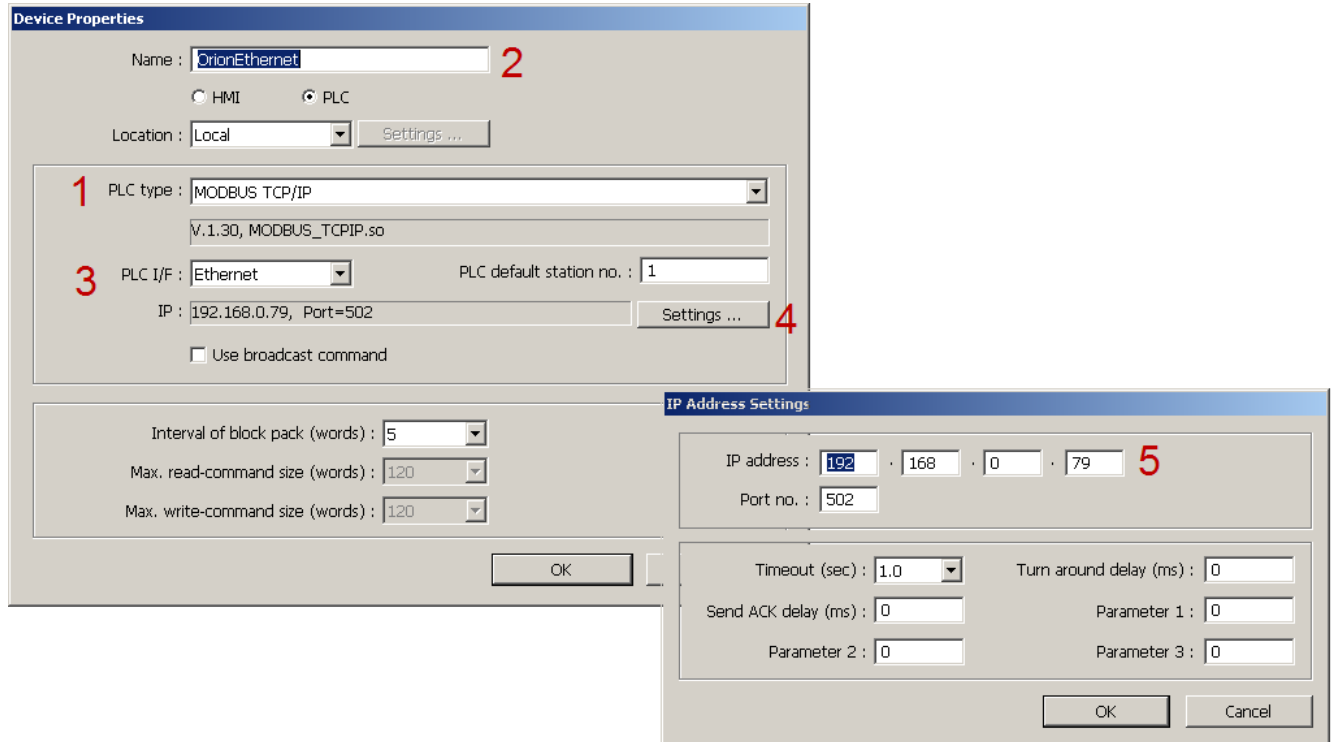 Device Properties
Name : OrionEthernet 2
HMI PLC
Location : Local Settings ...
1 PLC type : MODBUS TCP/IP
V.1.30, MODBUS_TCPIP.so
3 PLC I/F : Ethernet PLC default station no. : 1
IP : 192.168.0.79, Port=502 Settings ... 4
Use broadcast command
Interval of block pack (words) : 5
Max. read-command size (words) : 120
Max. write-command size (words) : 120
OK
IP Address Settings
IP address : 192 . 168 . 0 . 79 5
Port no. : 502
Timeout (sec) : 1.0 Turn around delay (ms) : 0
Send ACK delay (ms) : 0 Parameter 1 : 0
Parameter 2 : 0 Parameter 3 : 0
OK Cancel